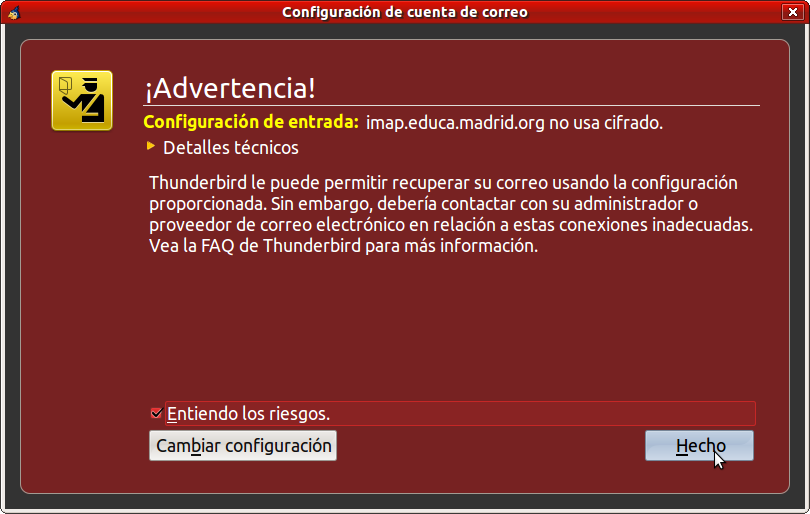 Configuración de cuenta de correo
¡Advertencia!
Configuración de entrada: imap.educa.madrid.org no usa cifrado.
Detalles técnicos
Thunderbird le puede permitir recuperar su correo usando la configuración
proporcionada. Sin embargo, debería contactar con su administrador o
proveedor de correo electrónico en relación a estas conexiones inadecuadas.
Vea la FAQ de Thunderbird para más información.
Entiendo los riesgos.
Cambiar configuración
Hecho